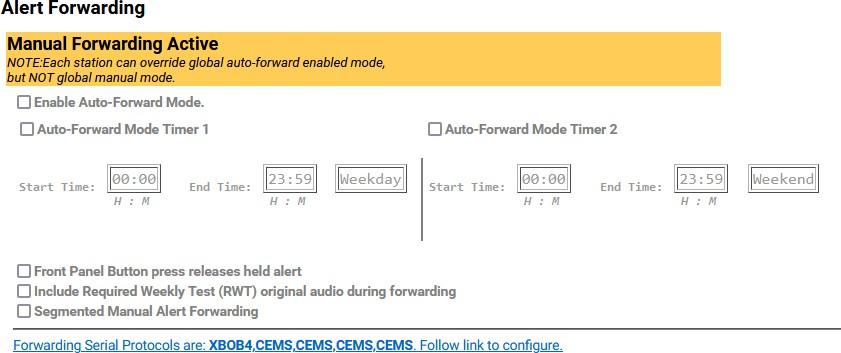 Alert Forwarding
Manual Forwarding Active
NOTE:Each station can override global auto-forward enabled mode,
but NOT global manual mode.
Enable Auto-Forward Mode.
Auto-Forward Mode Timer 1 Auto-Forward Mode Timer 2
Start Time: 00:00 End Time: 23:59 Weekday Start Time: 00:00 End Time: 23:59 Weekend
H : M H : M H : M H : M
Front Panel Button press releases held alert
Include Required Weekly Test (RWT) original audio during forwarding
Segmented Manual Alert Forwarding
Forwarding Serial Protocols are: XBOB4,CEMS,CEMS,CEMS,CEMS. Follow link to configure.